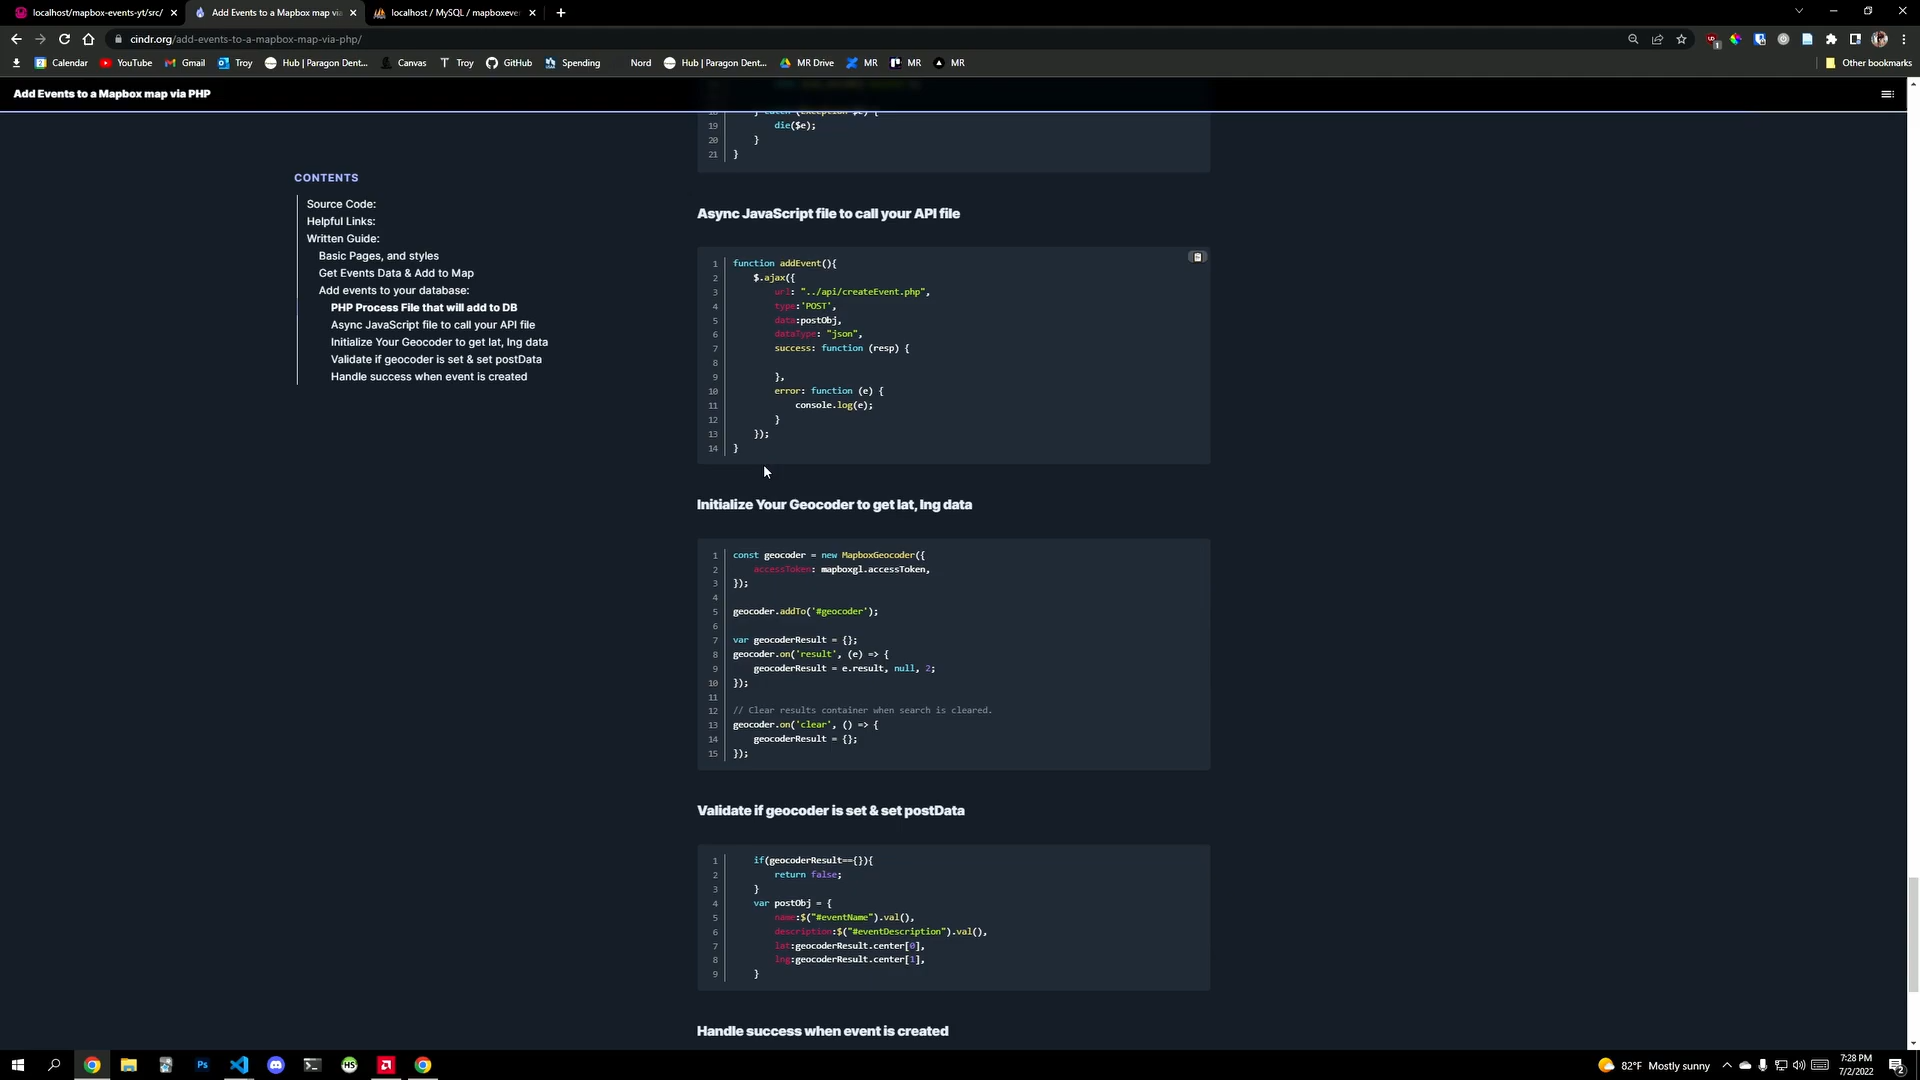 localhost/mapbox-events-yt/src/
Add Events to a Mapbox map via
localhost / MySQL / mapboxeve
cindr.org/add-events-to-a-mapbox-map-via-php/
Calendar
YouTube
Gmail
Troy
Hub | Paragon Dent...
Canvas
Troy
GitHub
Spending
Nord
Hub | Paragon Dent...
MR Drive
MR
MR
MR
Other bookmarks
Add Events to a Mapbox map via PHP
CONTENTS
Source Code:
Helpful Links:
Written Guide:
Basic Pages, and styles
Get Events Data & Add to Map
Add events to your database:
PHP Process File that will add to DB
Async JavaScript file to call your API file
Initialize Your Geocoder to get lat, lng data
Validate if geocoder is set & set postData
Handle success when event is created
19 die($e);
20 }
21 }
Async JavaScript file to call your API file
1 function addEvent(){
2 $.ajax({
3 url: "../api/createEvent.php",
4 type:'POST',
5 data:postObj,
6 dataType: "json",
7 success: function (resp) {
8
9 },
10 error: function (e) {
11 console.log(e);
12 }
13 });
14 }
Initialize Your Geocoder to get lat, lng data
1 const geocoder = new MapboxGeocoder({
2 accessToken: mapboxgl.accessToken,
3 });
4
5 geocoder.addTo('#geocoder');
6
7 var geocoderResult = {};
8 geocoder.on('result', (e) => {
9 geocoderResult = e.result, null, 2;
10 });
11
12 // Clear results container when search is cleared.
13 geocoder.on('clear', () => {
14 geocoderResult = {};
15 });
Validate if geocoder is set & set postData
1 if(geocoderResult=={}){
2 return false;
3 }
4 var postObj = {
5 name:$("#eventName").val(),
6 description:$("#eventDescription").val(),
7 lat:geocoderResult.center[0],
8 lng:geocoderResult.center[1],
9 }
Handle success when event is created
82°F Mostly sunny
7:28 PM
7/2/2022